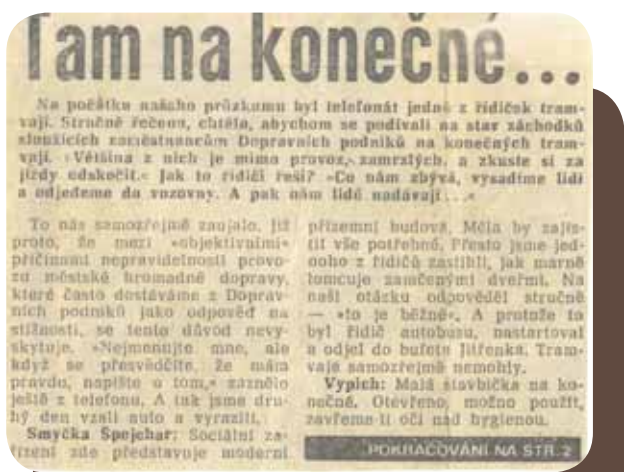 Tam na konečné...
Na počátku našeho průzkumu byl telefonát jedné z řidiček tram-
vají. Stručně řečeno, chtěla, abychom se podívali na stav záchodků
sloužících zaměstnancům Dopravních podniků na konečných tram-
vají. »Většina z nich je mimo provoz, zamrzlých, a zkuste si za
jízdy odskočit.« Jak to řidiči řeší? »Co nám zbývá, vysadíme lidi
a odjedeme do vozovny. A pak nám lidé nadávají...«
To nás samozřejmě zaujalo, již
proto, že mezi »objektivními«
příčinami nepravidelnosti provo-
zu městské hromadné dopravy,
které často dostáváme z Doprav-
ních podniků jako odpověď na
stížnosti, se tento důvod nevy-
skytuje. »Nejmenujte mne, ale
když se přesvědčíte, že mám
pravdu, napište o tom,« zaznělo
ještě z telefonu. A tak jsme dru-
hý den vzali auto a vyrazili.
Smyčka Špejchar: Sociální za-
řízení zde představuje moderní
přízemní budova. Měla by zajis-
tit vše potřebné. Přesto jsme jed-
noho z řidičů zastihli, jak marně
lomcuje zamčenými dveřmi. Na
naši otázku odpověděl stručně
— »to je běžné«. A protože to
byl řidič autobusu, nastartoval
a odjel do bufetu Jitřenka. Tram-
vaje samozřejmě nemohly.
Vypich: Malá stavbička na ko-
nečné. Otevřeno, možno použít,
zavřeme-li oči nad hygienou.
POKRAČOVÁNÍ NA STR. 2